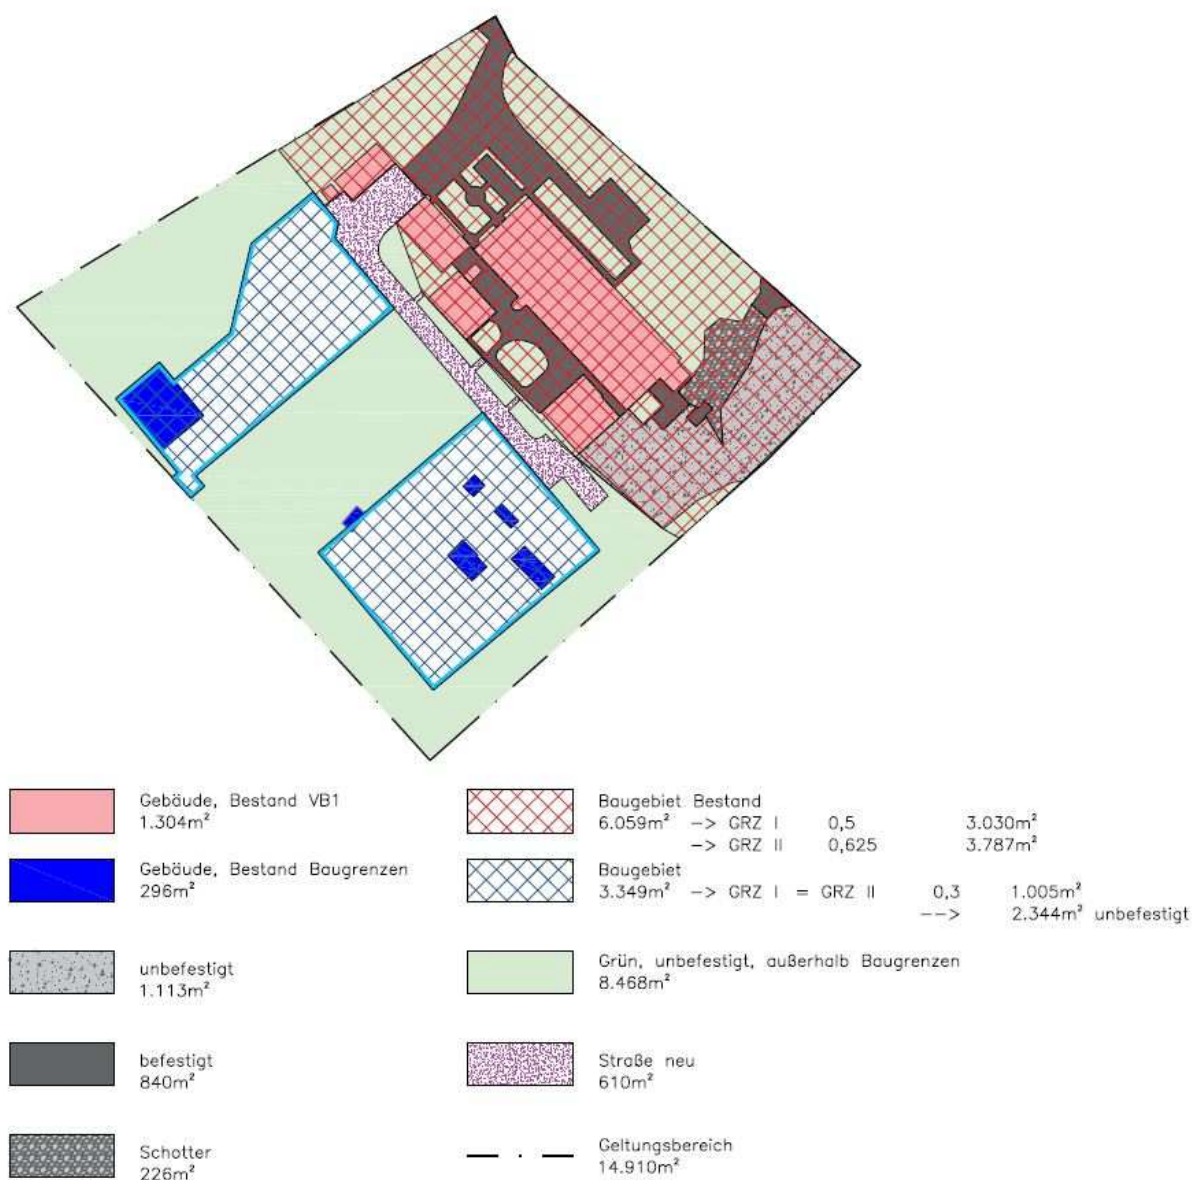 Gebäude, Bestand VB1
1.304m²
Gebäude, Bestand Baugrenzen
296m²
unbefestigt
1.113m²
befestigt
840m²
Schotter
226m²
Baugebiet Bestand
6.059m² -> GRZ I 0,5 3.030m²
-> GRZ II 0,625 3.787m²
Baugebiet
3.349m² -> GRZ I = GRZ II 0,3 1.005m²
--> 2.344m² unbefestigt
Grün, unbefestigt, außerhalb Baugrenzen
8.468m²
Straße neu
610m²
Geltungsbereich
14.910m²